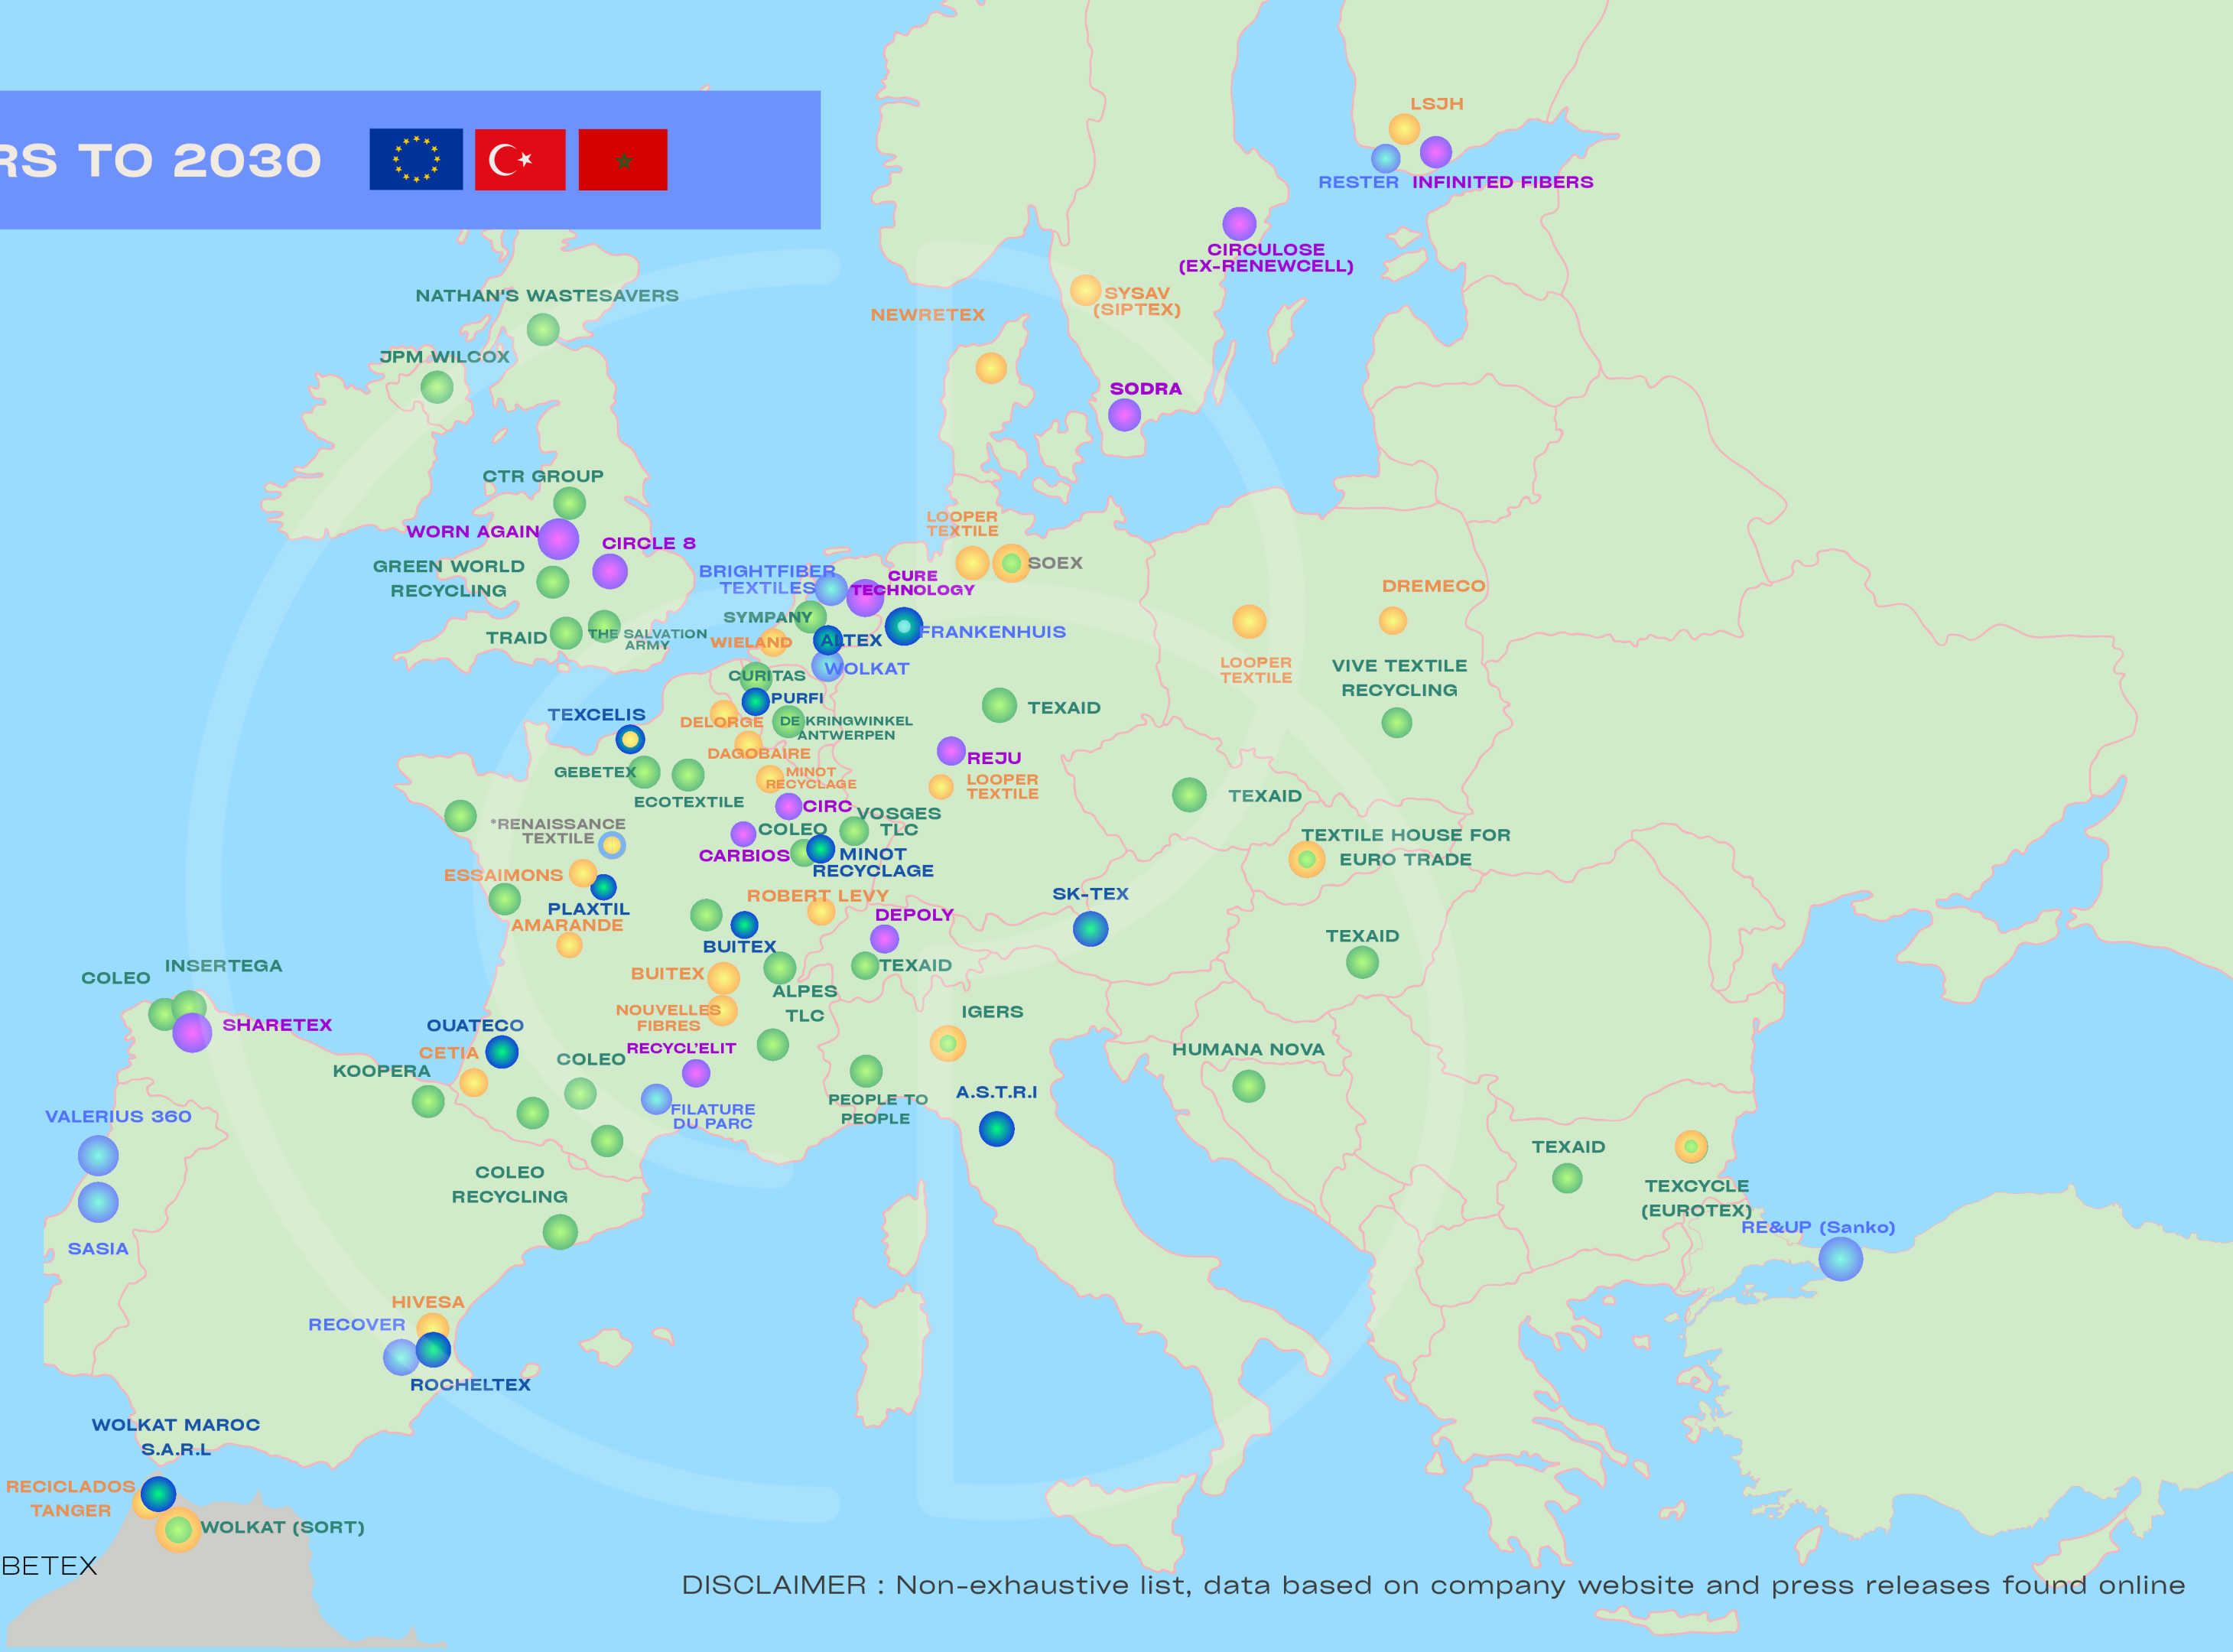 RS TO 2030
LSJH
RESTER
INFINITED FIBERS
CIRCULOSE
(EX-RENEWCELL)
SYSAV
(SIPTEX)
NEWRETEX
SODRA
NATHAN'S WASTESAVERS
JPM WILCOX
CTR GROUP
WORN AGAIN
CIRCLE 8
GREEN WORLD
RECYCLING
TRAID
THE SALVATION
ARMY
LOOPER
TEXTILE
SOEX
BRIGHTFIBER
TEXTILES
CURE
TECHNOLOGY
SYMPANY
WIELAND
ALTEX
FRANKENHUIS
WOLKAT
CURITAS
PURFI
DELORGE
DE KRINGWINKEL
ANTWERPEN
DAGOBAIRE
MINOT
RECYCLAGE
DREMECO
LOOPER
TEXTILE
VIVE TEXTILE
RECYCLING
TEXAID
REJU
LOOPER
TEXTILE
TEXCELIS
GEBETEX
ECOTEXTILE
CIRC
VOSGES
TLC
COLEO
CARBIOS
MINOT
RECYCLAGE
*RENAISSANCE
TEXTILE
ESSAIMONS
PLAXTIL
AMARANDE
ROBERT LEVY
DEPOLY
BUITEX
BUITEX
TEXAID
ALPES
TLC
NOUVELLES
FIBRES
RECYCL'ELIT
TEXAID
TEXTILE HOUSE FOR
EURO TRADE
SK-TEX
TEXAID
COLEO
INSERTEGA
SHARETEX
OUATECO
CETIA
KOOPERA
COLEO
FILATURE
DU PARC
IGERS
PEOPLE TO
PEOPLE
A.S.T.R.I
HUMANA NOVA
VALERIUS 360
SASIA
COLEO
RECYCLING
TEXAID
TEXCYCLE
(EUROTEX)
RE&UP (Sanko)
HIVESA
RECOVER
ROCHELTEX
WOLKAT MAROC
S.A.R.L
RECICLADOS
TANGER
WOLKAT (SORT)
BETEX
DISCLAIMER : Non-exhaustive list, data based on company website and press releases found online